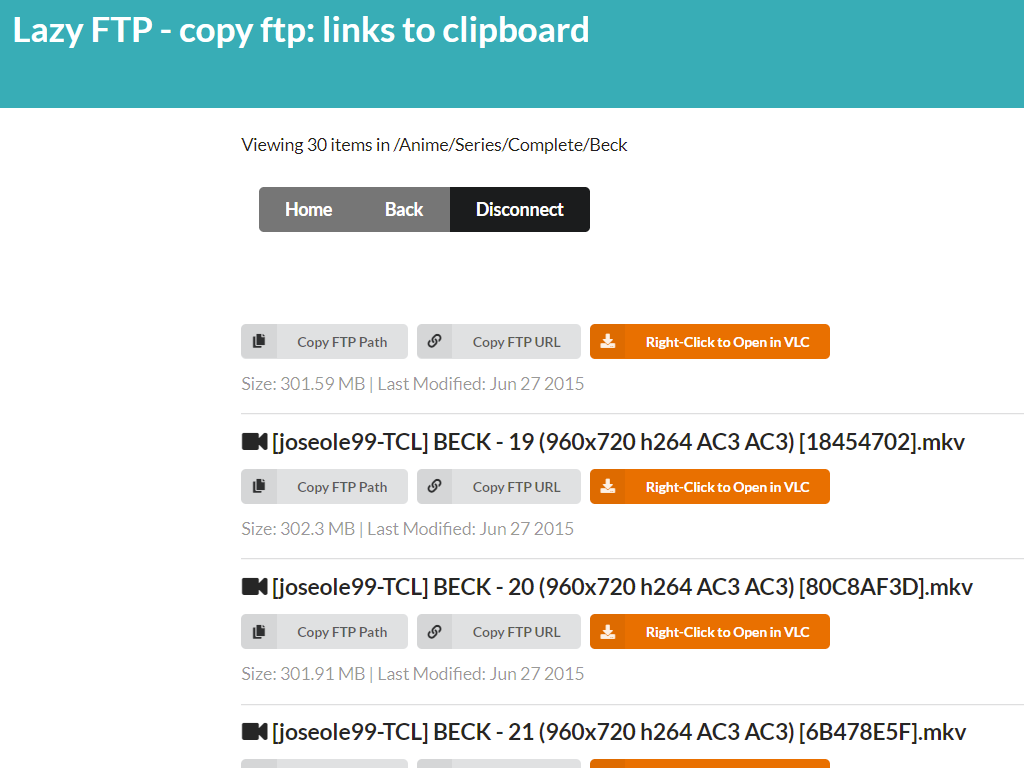 Lazy FTP - copy ftp: links to clipboard
Viewing 30 items in /Anime/Series/Complete/Beck
Home Back Disconnect
Copy FTP Path Copy FTP URL Right-Click to Open in VLC
Size: 301.59 MB | Last Modified: Jun 27 2015
[joseole99-TCL] BECK - 19 (960x720 h264 AC3 AC3) [18454702].mkv
Copy FTP Path Copy FTP URL Right-Click to Open in VLC
Size: 302.3 MB | Last Modified: Jun 27 2015
[joseole99-TCL] BECK - 20 (960x720 h264 AC3 AC3) [80C8AF3D].mkv
Copy FTP Path Copy FTP URL Right-Click to Open in VLC
Size: 301.91 MB | Last Modified: Jun 27 2015
[joseole99-TCL] BECK - 21 (960x720 h264 AC3 AC3) [6B478E5F].mkv